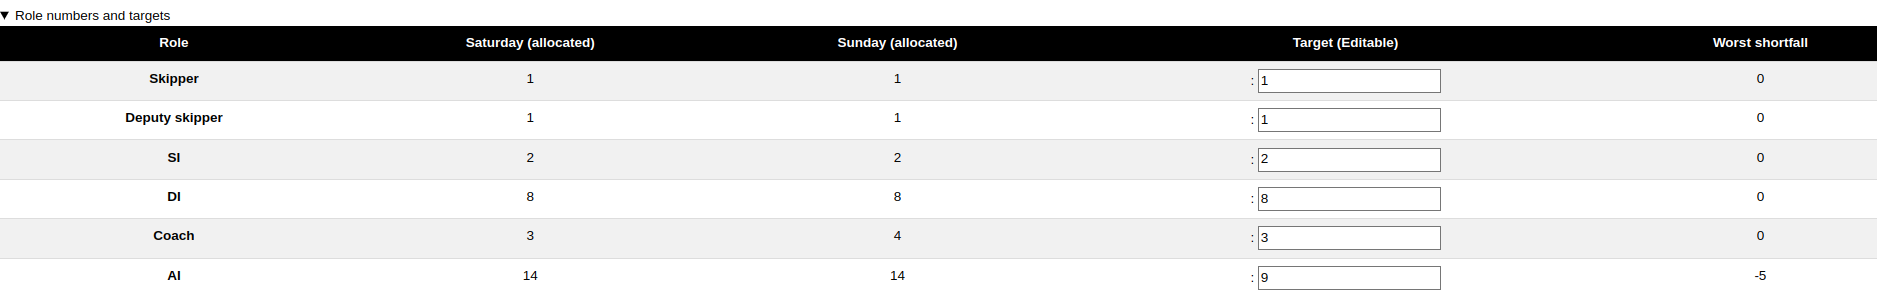 ▼ Role numbers and targets
Role Saturday (allocated) Sunday (allocated) Target (Editable) Worst shortfall
Skipper 1 1 : 1 0
Deputy skipper 1 1 : 1 0
SI 2 2 : 2 0
DI 8 8 : 8 0
Coach 3 4 : 3 0
AI 14 14 : 9 -5